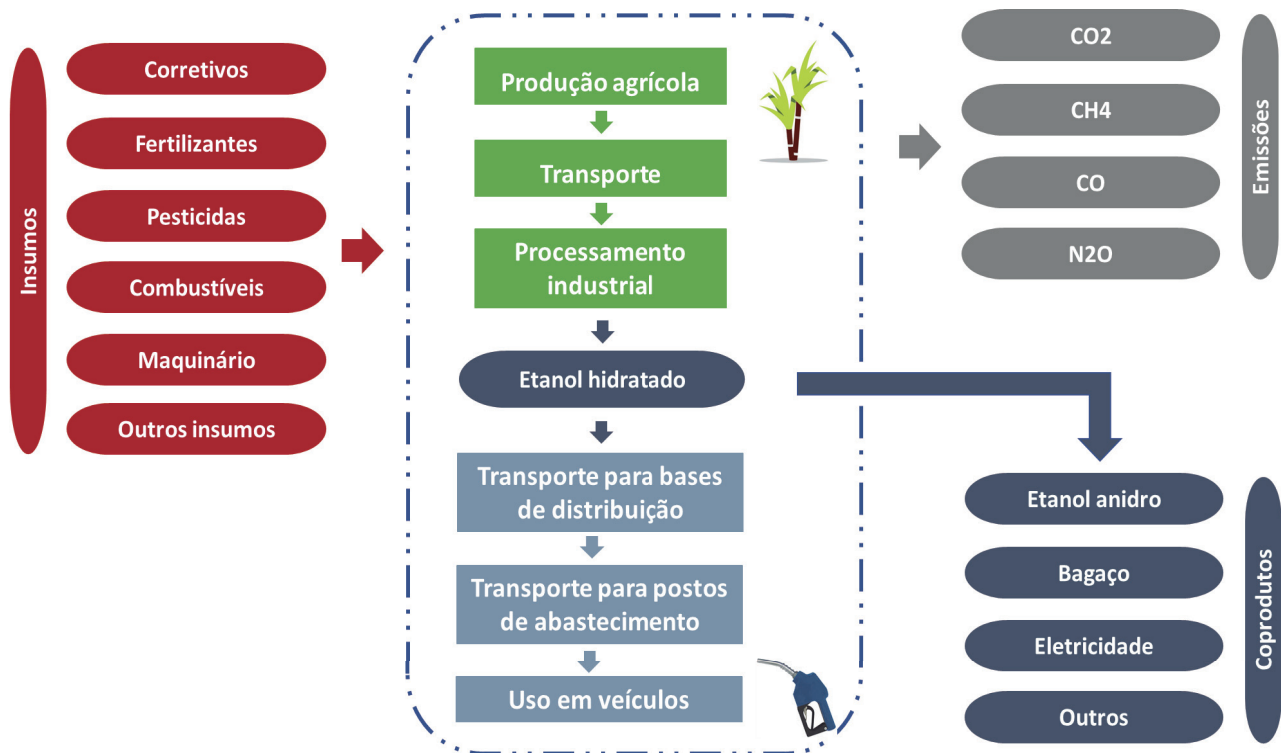 Insumos
Corretivos
Fertilizantes
Pesticidas
Combustíveis
Maquinário
Outros insumos
Produção agrícola
Transporte
Processamento
industrial
Etanol hidratado
Transporte para bases
de distribuição
Transporte para postos
de abastecimento
Uso em veículos
CO2
CH4
CO
N2O
Emissões
Etanol anidro
Bagaço
Eletricidade
Outros
Coprodutos